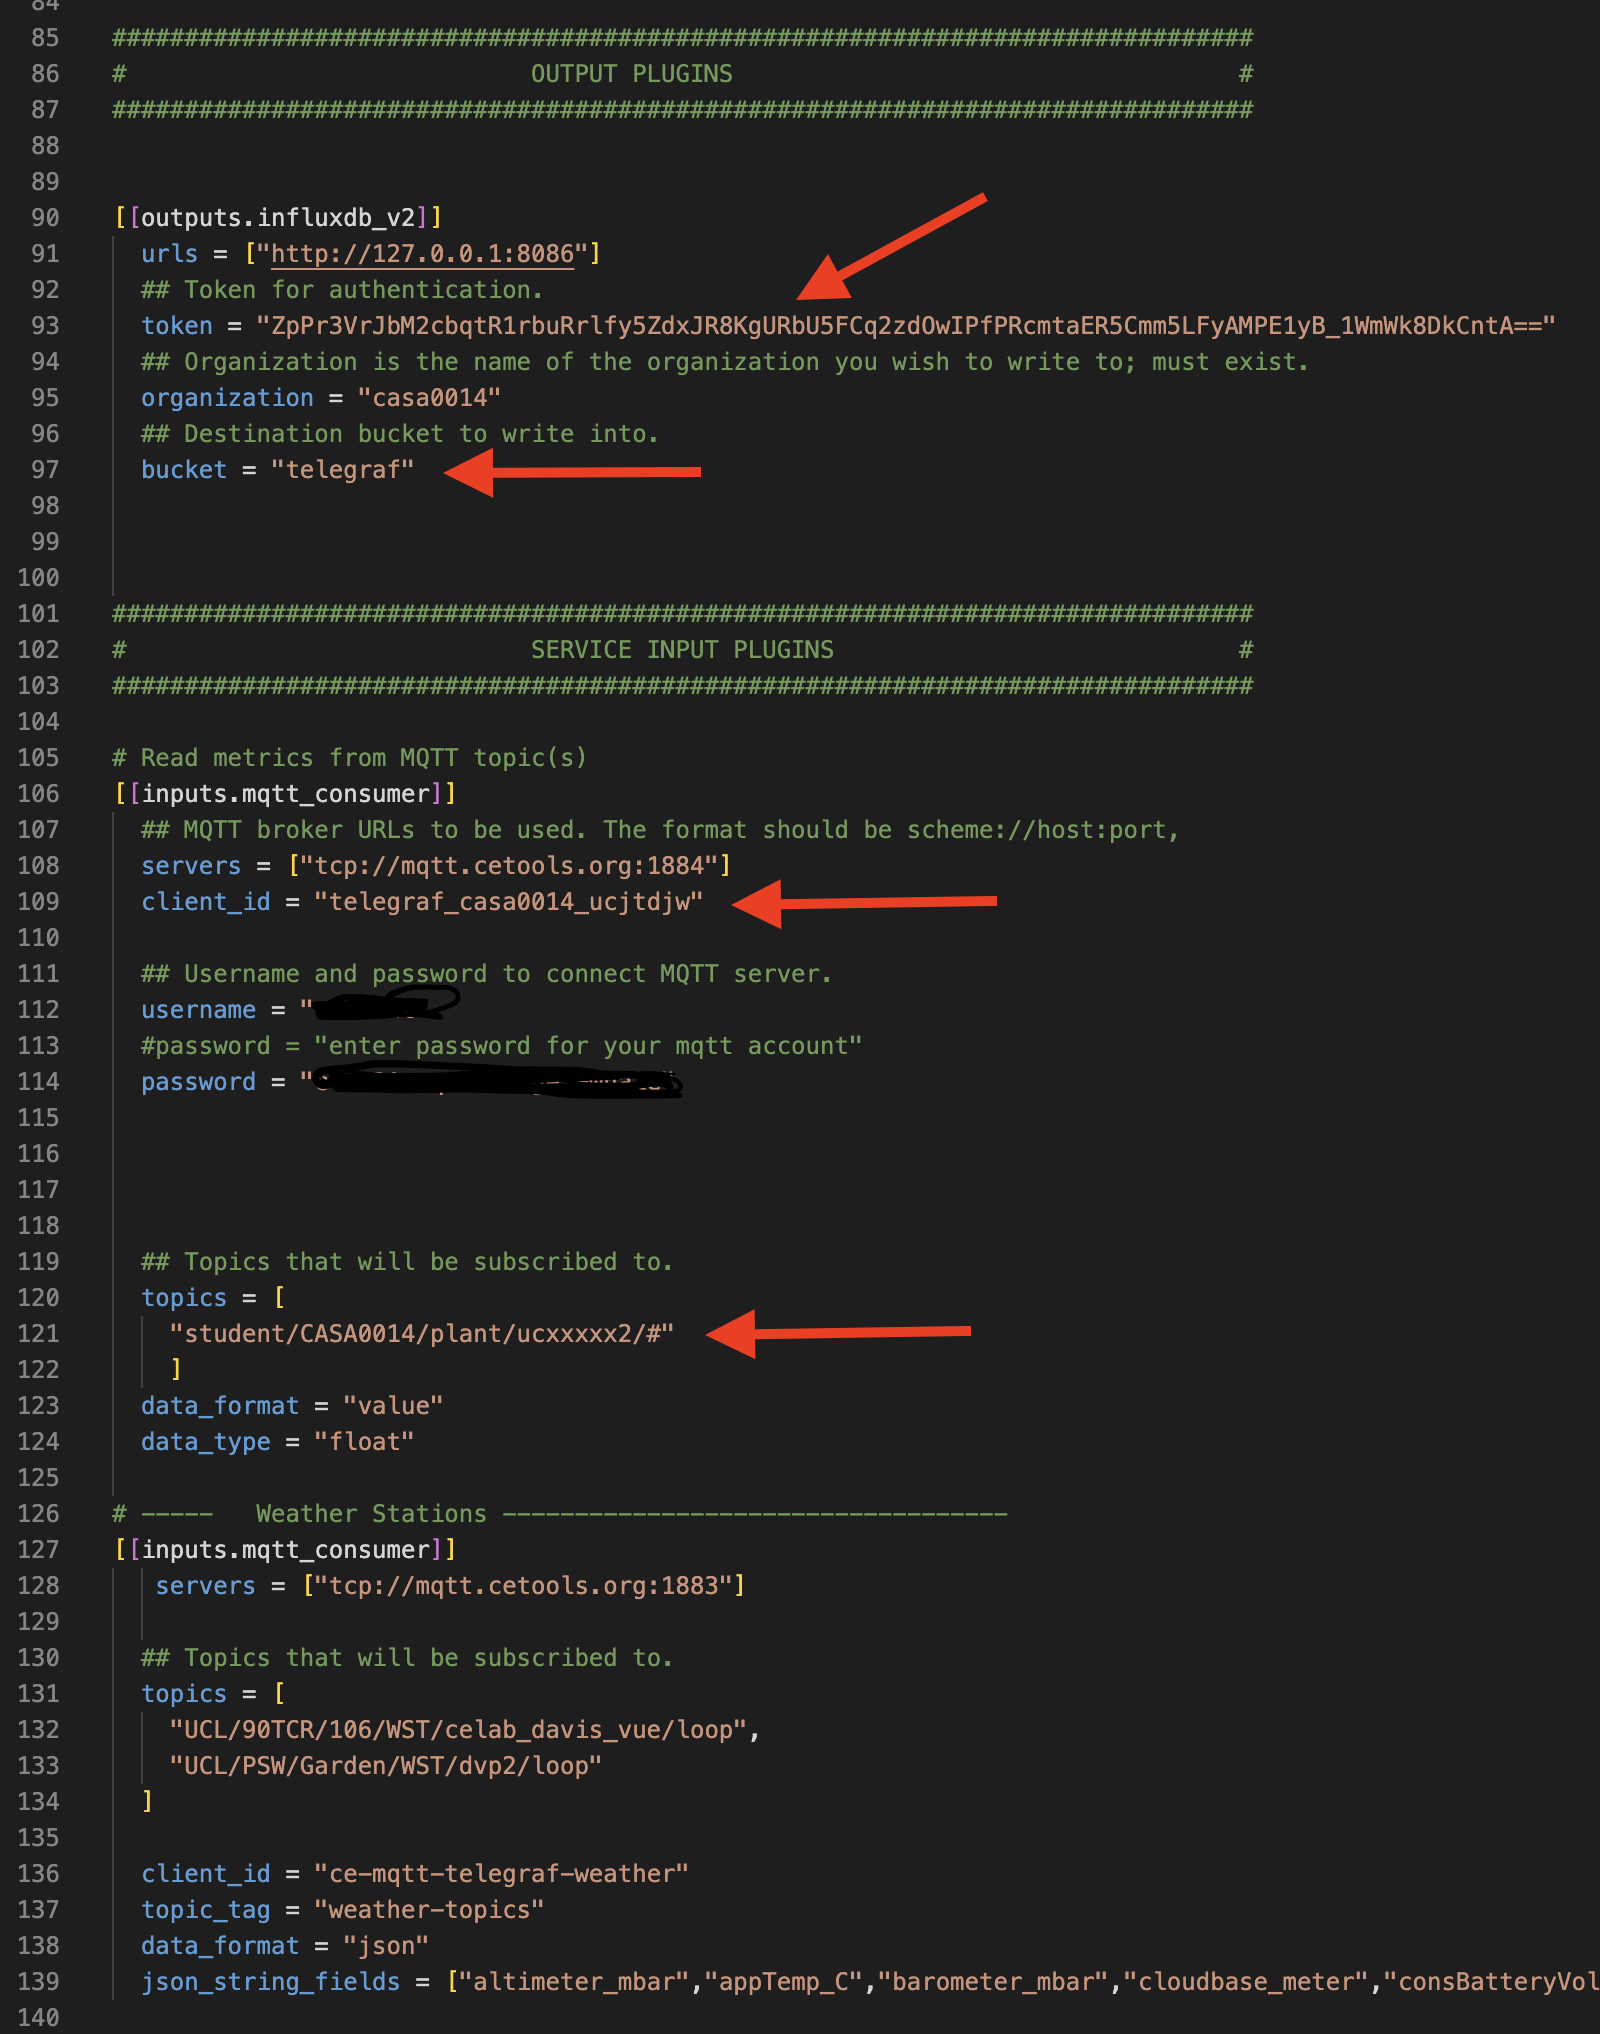 84
85 ###############################################################################
86 # OUTPUT PLUGINS #
87 ###############################################################################
88
89
90 [[outputs.influxdb_v2]]
91 urls = ["http://127.0.0.1:8086"]
92 ## Token for authentication.
93 token = "ZpPr3VrJbM2cbqtR1rbuRrlfy5ZdxJR8KgURbU5FCq2zdOwIPfPRcmtaER5Cmm5LFyAMPE1yB_1WmWk8DkCntA=="
94 ## Organization is the name of the organization you wish to write to; must exist.
95 organization = "casa0014"
96 ## Destination bucket to write into.
97 bucket = "telegraf"
98
99
100
101 ###############################################################################
102 # SERVICE INPUT PLUGINS #
103 ###############################################################################
104
105 # Read metrics from MQTT topic(s)
106 [[inputs.mqtt_consumer]]
107 ## MQTT broker URLs to be used. The format should be scheme://host:port,
108 servers = ["tcp://mqtt.cetools.org:1884"]
109 client_id = "telegraf_casa0014_ucjtdjw"
110
111 ## Username and password to connect MQTT server.
112 username = "
113 #password = "enter password for your mqtt account"
114 password = "
115
116
117
118
119 ## Topics that will be subscribed to.
120 topics = [
121 "student/CASA0014/plant/ucxxxxx2/#"
122 ]
123 data_format = "value"
124 data_type = "float"
125
126 # ----- Weather Stations -----------------------------------
127 [[inputs.mqtt_consumer]]
128 servers = ["tcp://mqtt.cetools.org:1883"]
129
130 ## Topics that will be subscribed to.
131 topics = [
132 "UCL/90TCR/106/WST/celab_davis_vue/loop",
133 "UCL/PSW/Garden/WST/dvp2/loop"
134 ]
135
136 client_id = "ce-mqtt-telegraf-weather"
137 topic_tag = "weather-topics"
138 data_format = "json"
139 json_string_fields = ["altimeter_mbar","appTemp_C","barometer_mbar","cloudbase_meter","consBatteryVol
140